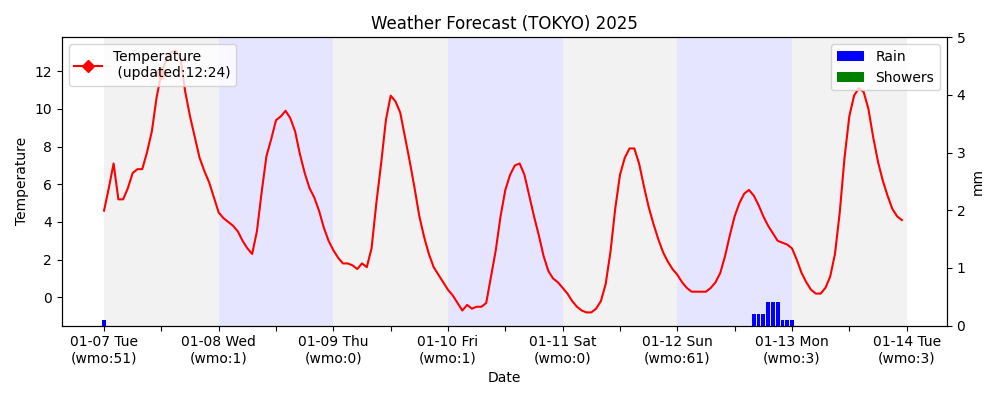 Weather Forecast (TOKYO) 2025
Temperature
(updated:12:24)
Rain
Showers
Temperature
12
10
8
6
4
2
0
5
4
3
2
1
0
mm
01-07 Tue
(wmo:51)
01-08 Wed
(wmo:1)
01-09 Thu
(wmo:0)
01-10 Fri
(wmo:1)
01-11 Sat
(wmo:0)
01-12 Sun
(wmo:61)
01-13 Mon
(wmo:3)
01-14 Tue
(wmo:3)
Date